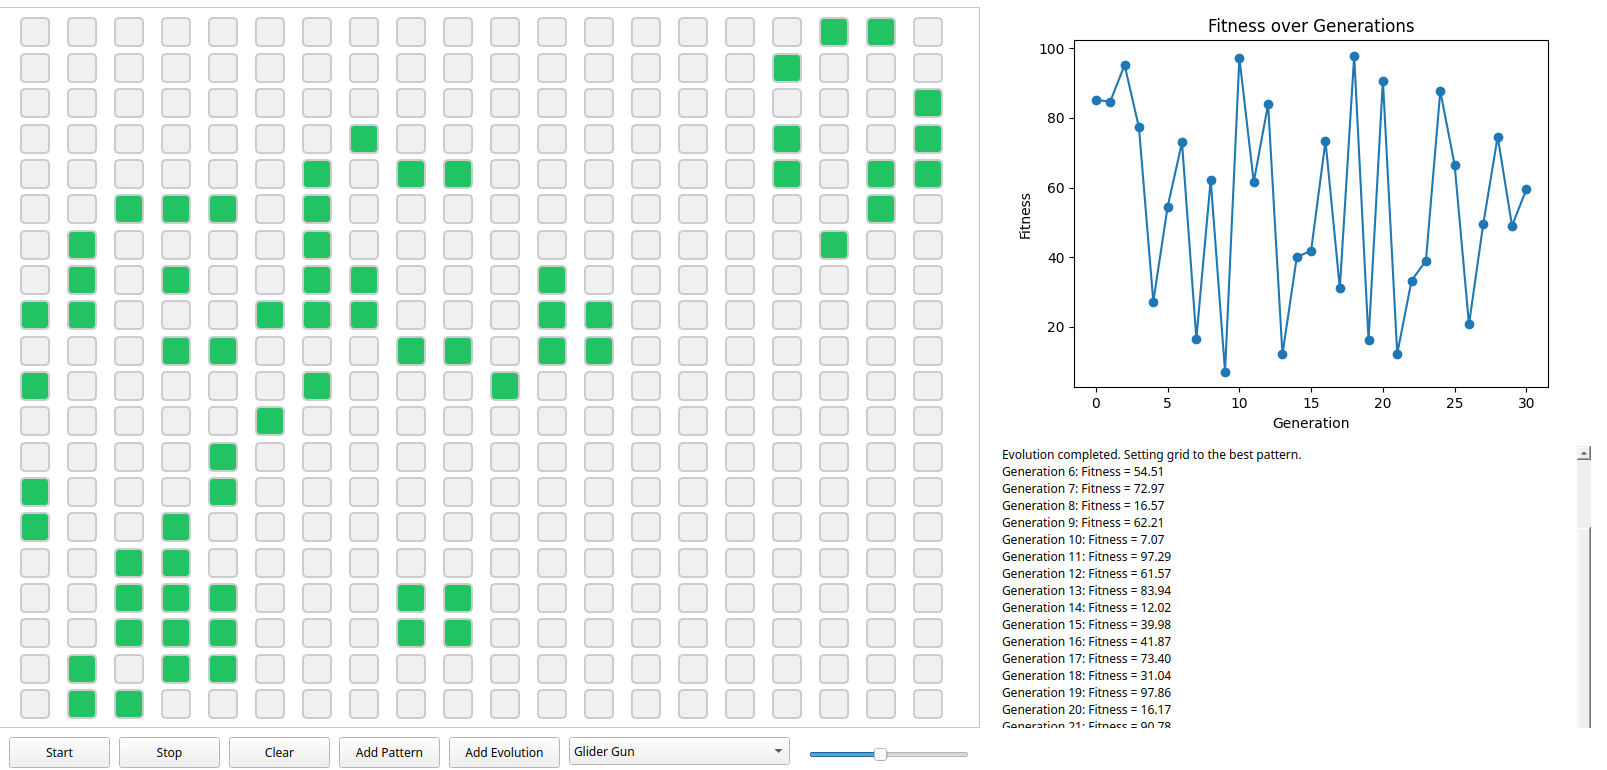 Fitness over Generations
100
80
60
40
20
Fitness
0 5 10 15 20 25 30
Generation
Evolution completed. Setting grid to the best pattern.
Generation 6: Fitness = 54.51
Generation 7: Fitness = 72.97
Generation 8: Fitness = 16.57
Generation 9: Fitness = 62.21
Generation 10: Fitness = 7.07
Generation 11: Fitness = 97.29
Generation 12: Fitness = 61.57
Generation 13: Fitness = 83.94
Generation 14: Fitness = 12.02
Generation 15: Fitness = 39.98
Generation 16: Fitness = 41.87
Generation 17: Fitness = 73.40
Generation 18: Fitness = 31.04
Generation 19: Fitness = 97.86
Generation 20: Fitness = 16.17
Generation 21: Fitness = 90.78
Start Stop Clear Add Pattern Add Evolution Glider Gun